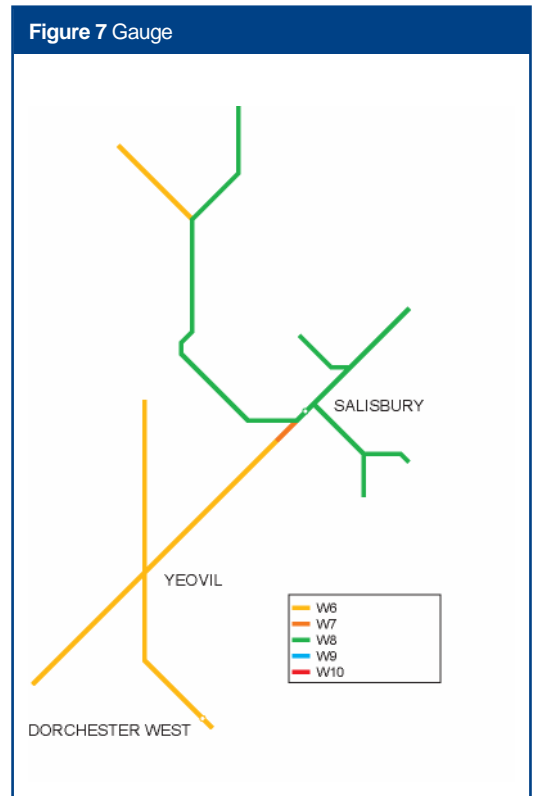 Figure 7 Gauge
SALISBURY
YEOVIL
W6
W7
W8
W9
W10
DORCHESTER WEST